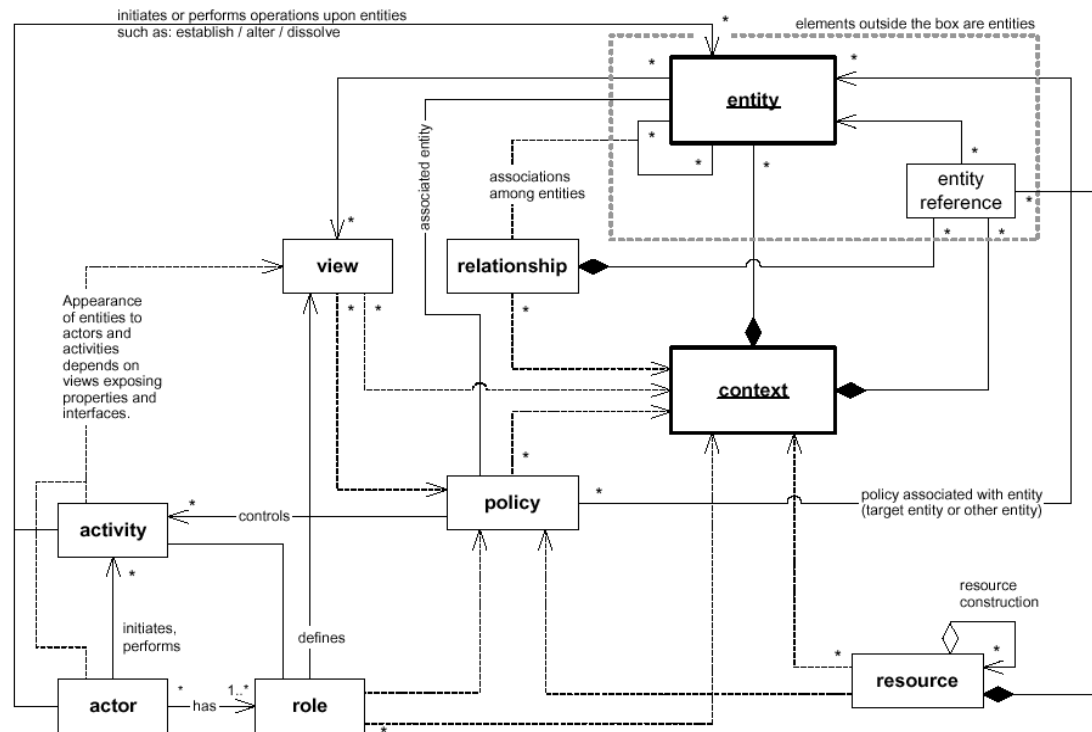 initiates or performs operations upon entities
such as: establish / alter / dissolve
elements outside the box are entities
*
*
*
entity
*
*
*
*
associated entity
associations
among entities
entity
reference
*
*
*
*
view
relationship
*
*
*
Appearance
of entities to
actors and
activities
depends on
views exposing
properties and
interfaces.
context
*
policy
*
policy associated with entity
(target entity or other entity)
*
controls
activity
*
resource
construction
initiates,
performs
defines
*
*
resource
actor
*
has
1..*
role
*